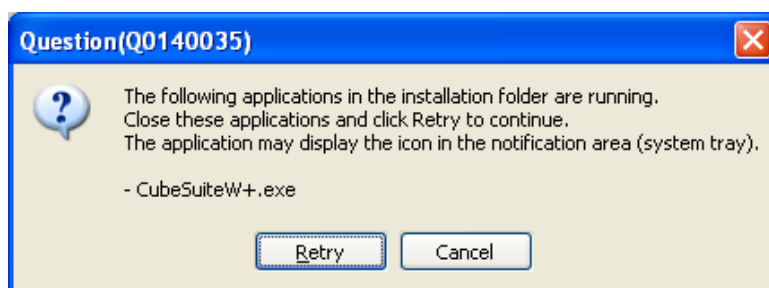 Question(Q0140035)
The following applications in the installation folder are running.
Close these applications and click Retry to continue.
The application may display the icon in the notification area (system tray).
- CubeSuiteW+.exe
Retry
Cancel